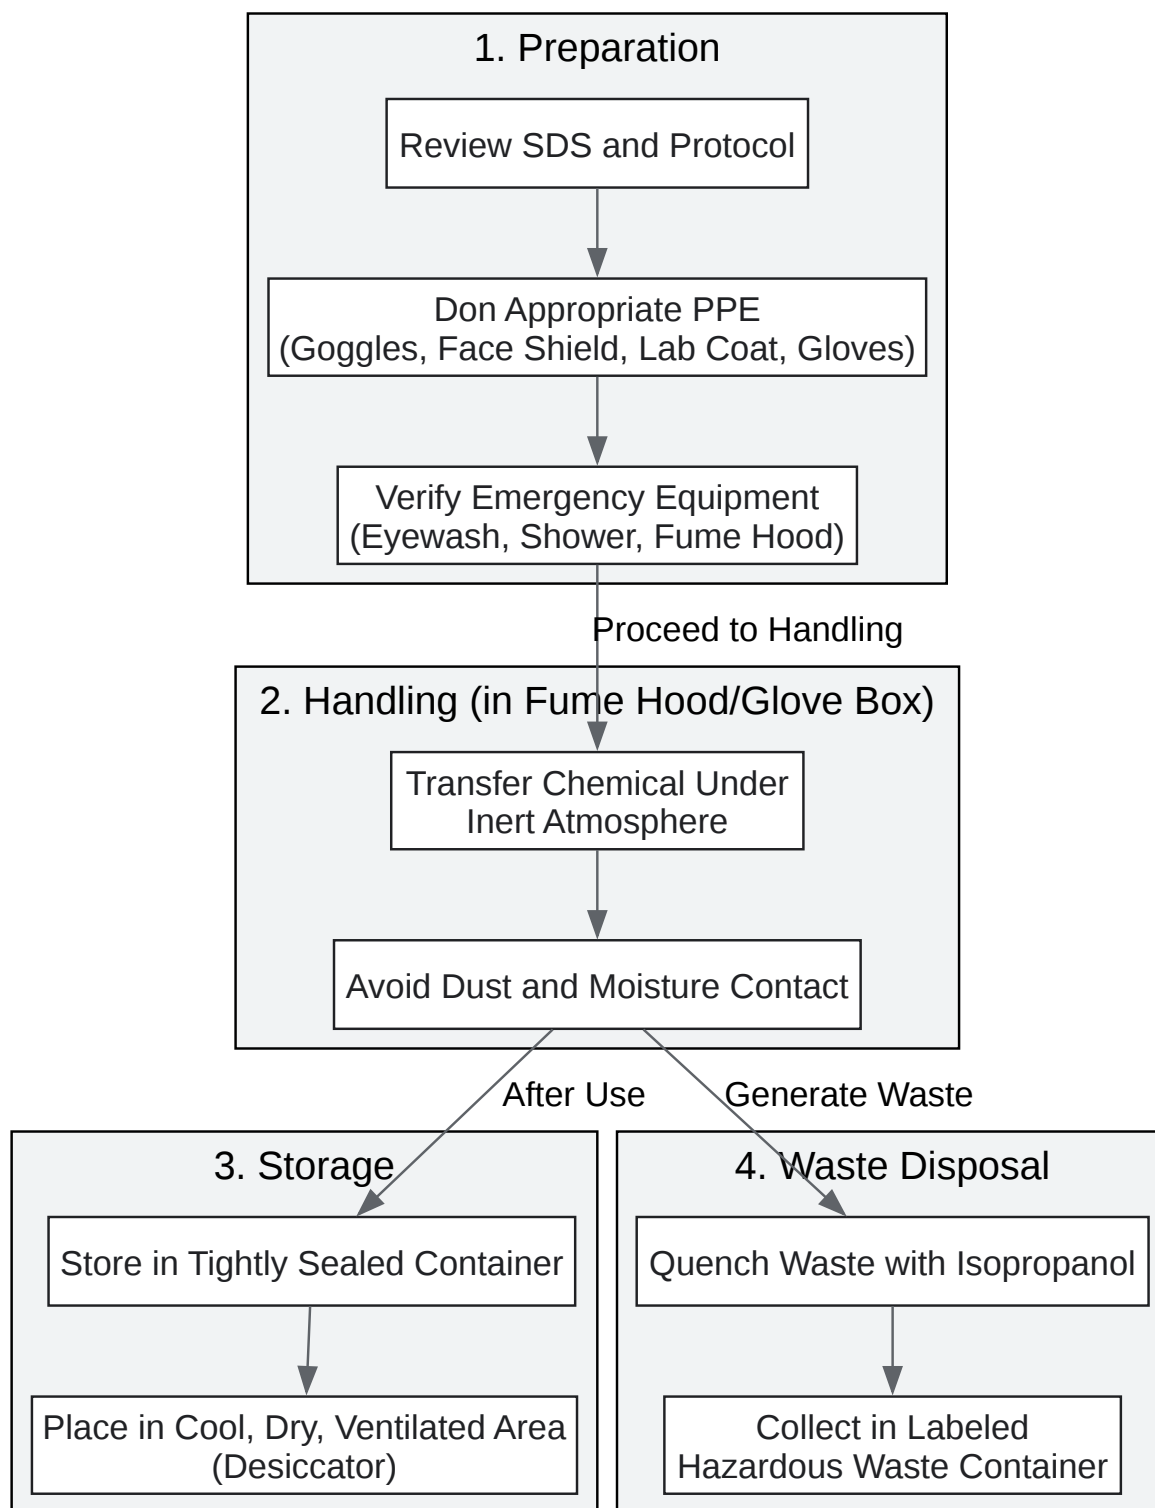 1. Preparation
Review SDS and Protocol
Don Appropriate PPE
(Goggles, Face Shield, Lab Coat, Gloves)
Verify Emergency Equipment
(Eyewash, Shower, Fume Hood)
Proceed to Handling
2. Handling (in Fume Hood/Glove Box)
Transfer Chemical Under
Inert Atmosphere
Avoid Dust and Moisture Contact
After Use
Generate Waste
3. Storage
Store in Tightly Sealed Container
Place in Cool, Dry, Ventilated Area
(Desiccator)
4. Waste Disposal
Quench Waste with Isopropanol
Collect in Labeled
Hazardous Waste Container